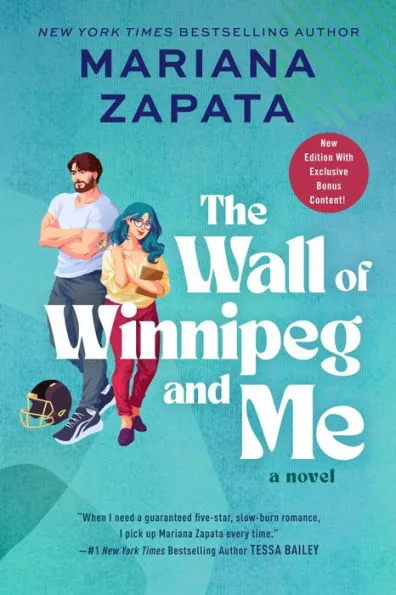 NEW YORK TIMES BESTSELLING AUTHOR
MARIANA
ZAPATA
New
Edition With
Exclusive
Bonus
Content!
The
Wall of
Winnipeg
and Me
a novel
"When I need a guaranteed five-star, slow-burn romance,
I pick up Mariana Zapata every time."
—#1 New York Times Bestselling Author TESSA BAILEY